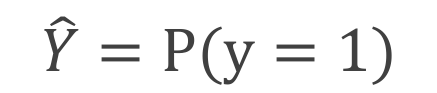 Ŷ = P(y = 1)